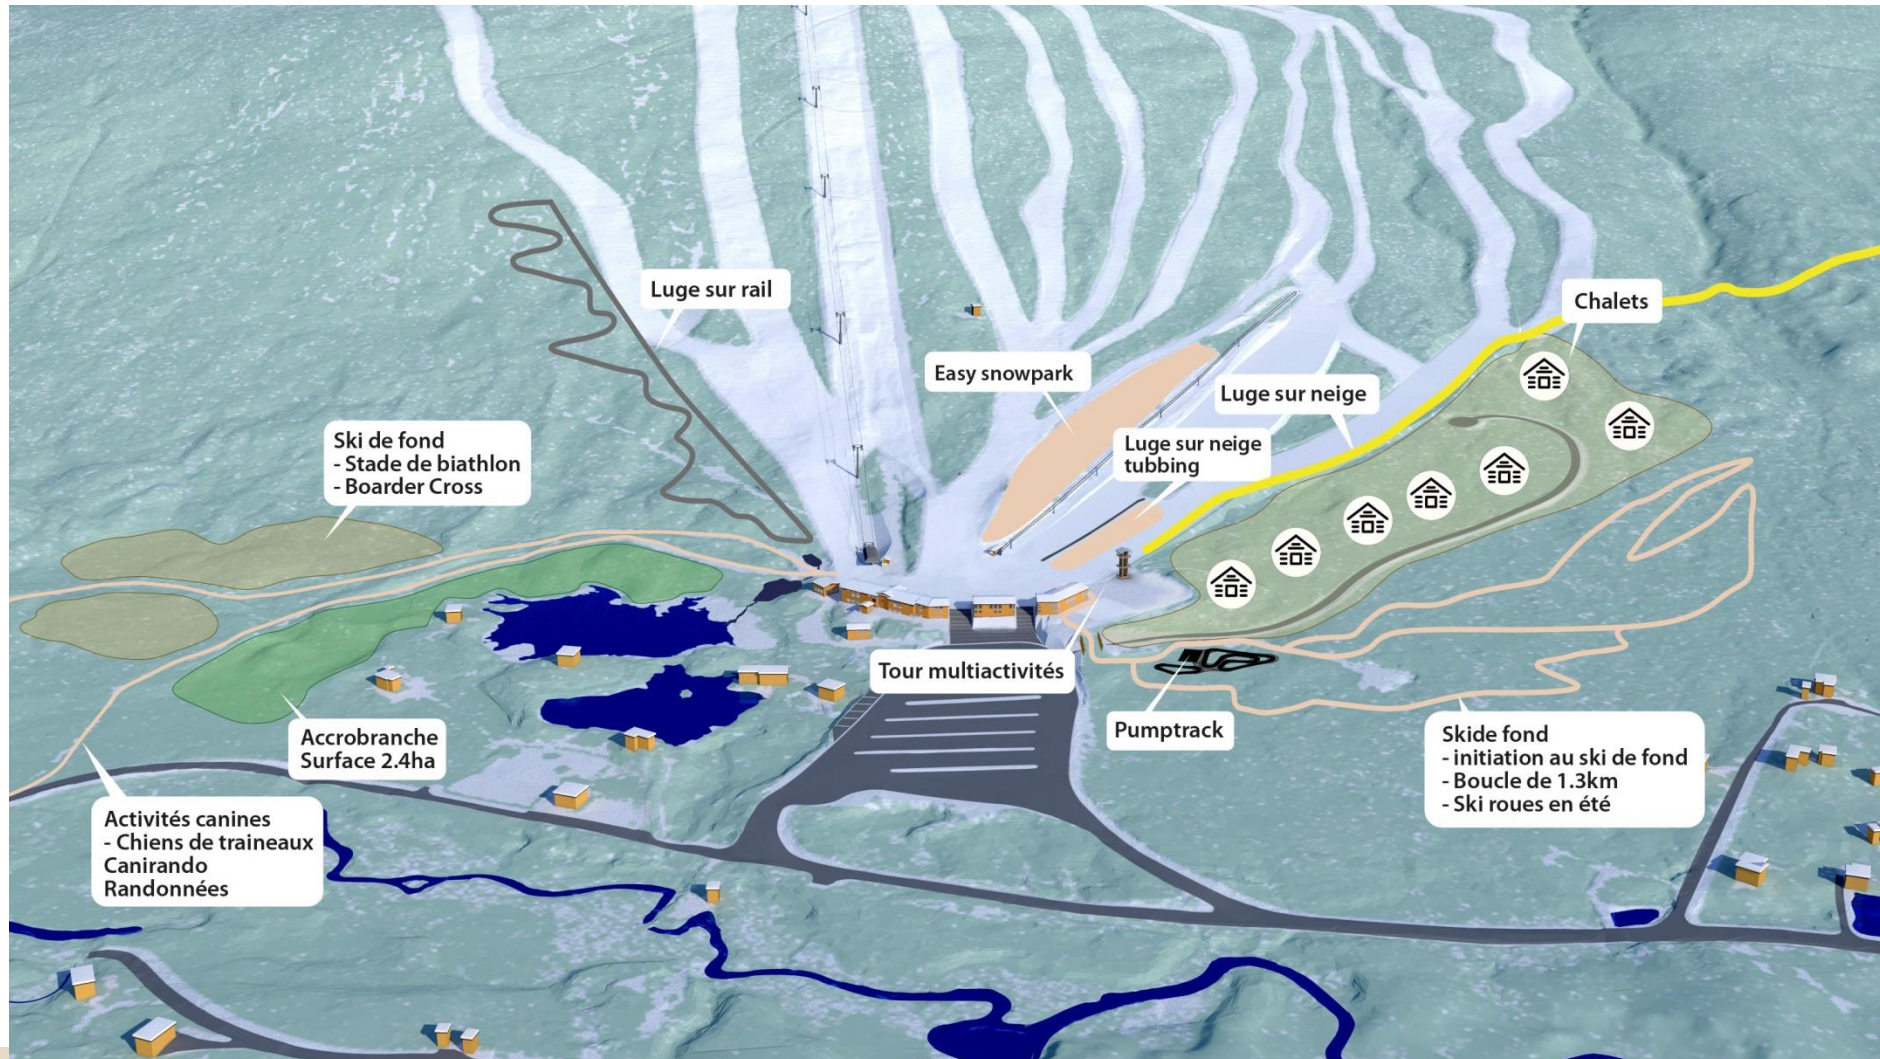 Luge sur rail
Chalets
Easy snowpark
Luge sur neige
Luge sur neige
tubbing
Ski de fond
- Stade de biathlon
- Boarder Cross
Tour multiactivités
Pumptrack
Accrobranche
Surface 2.4ha
Skide fond
- initiation au ski de fond
- Boucle de 1.3km
- Ski roues en été
Activités canines
- Chiens de traineaux
Canirando
Randonnées